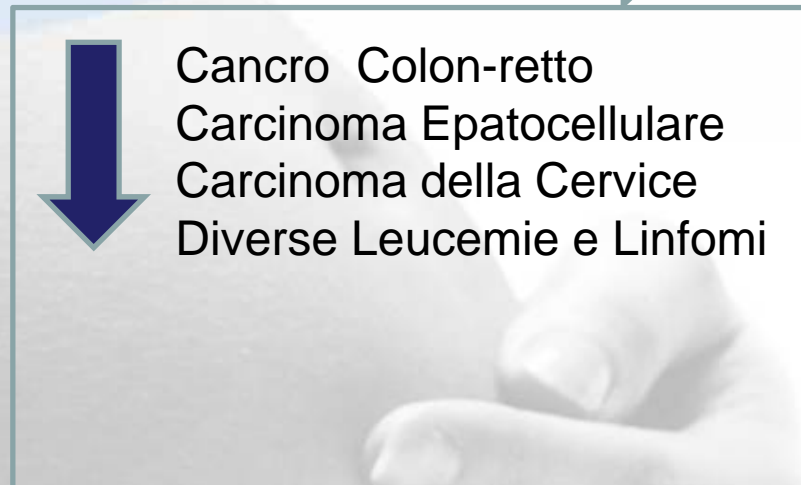 Cancro Colon-retto
Carcinoma Epatocellulare
Carcinoma della Cervice
Diverse Leucemie e Linfomi